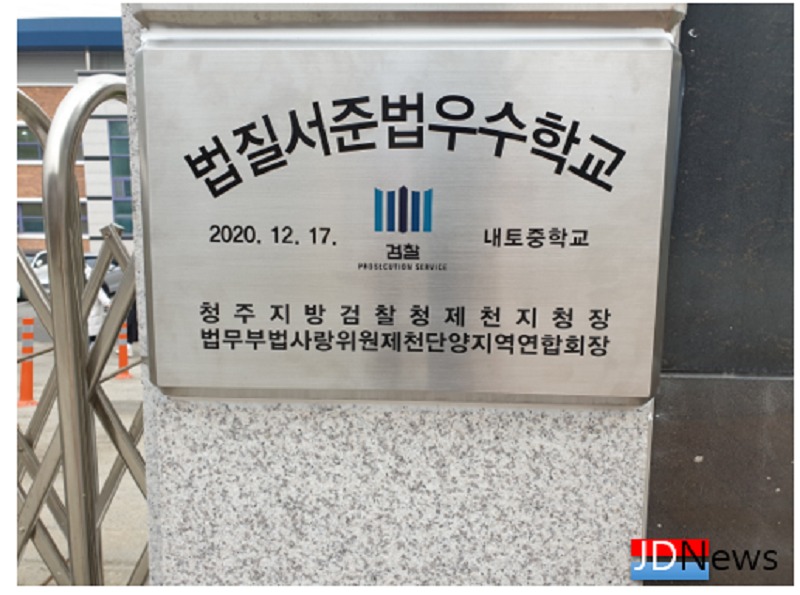 법질서준법우수학교
2020. 12. 17.
검찰
PROSECUTION SERVICE
내토중학교
청주지방검찰청제천지청장
법무부법사랑위원제천단양지역연합회장
JDNews